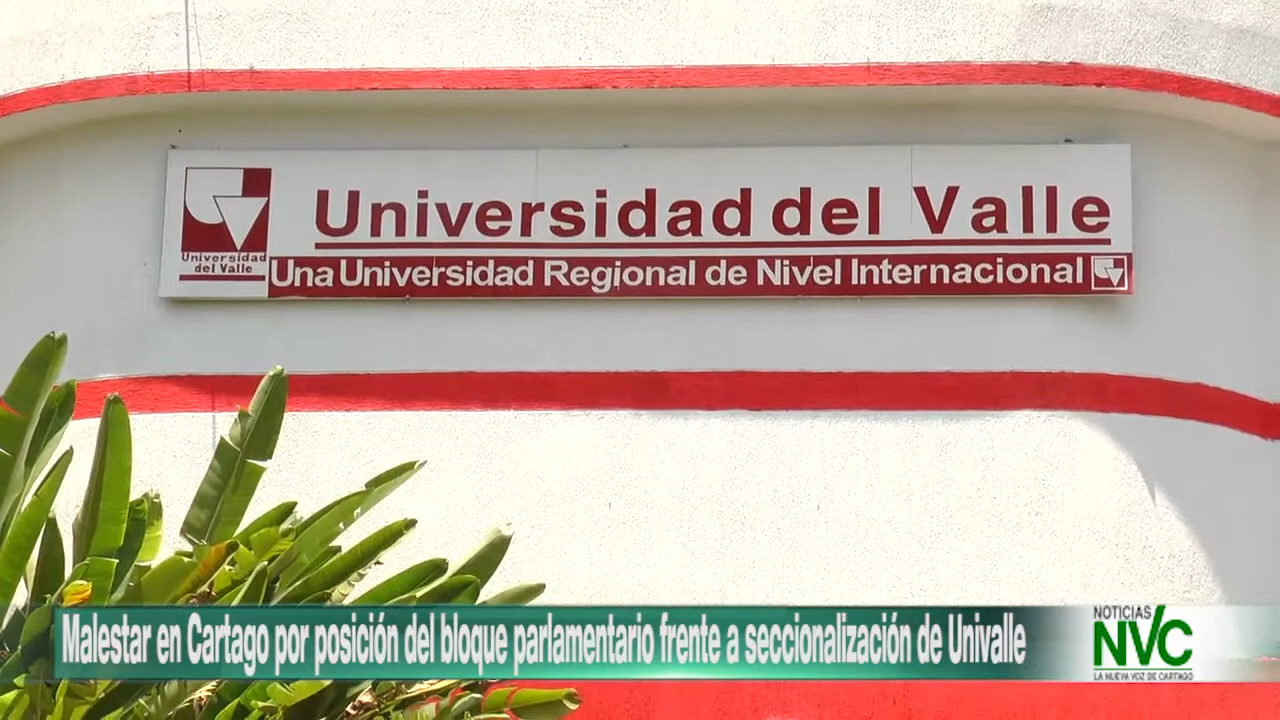 Universidad del Valle
Universidad
del Valle
Una Universidad Regional de Nivel Internacional
Malestar en Cartago por posición del bloque parlamentario frente a seccionalización de Univalle
NOTICIAS
NVC
LA NUEVA VOZ DE CARTAGO